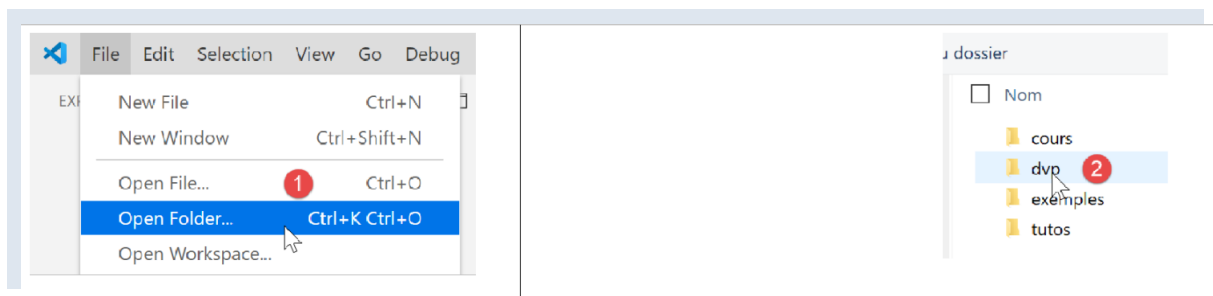 File Edit Selection View Go Debug
New File Ctrl+N
New Window Ctrl+Shift+N
Open File... 1 Ctrl+O
Open Folder... Ctrl+K Ctrl+O
Open Workspace...
dossier
Nom
cours
dvp 2
exemples
tutos